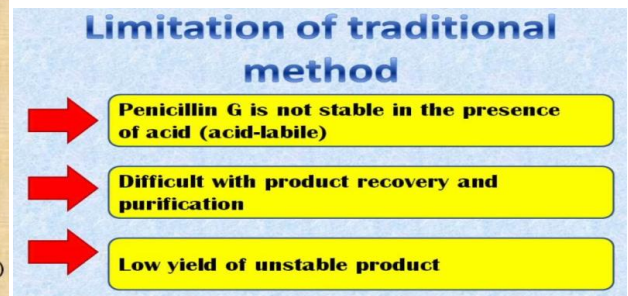 Limitation of traditional
method
Penicillin G is not stable in the presence
of acid (acid-labile)
Difficult with product recovery and
purification
Low yield of unstable product
)